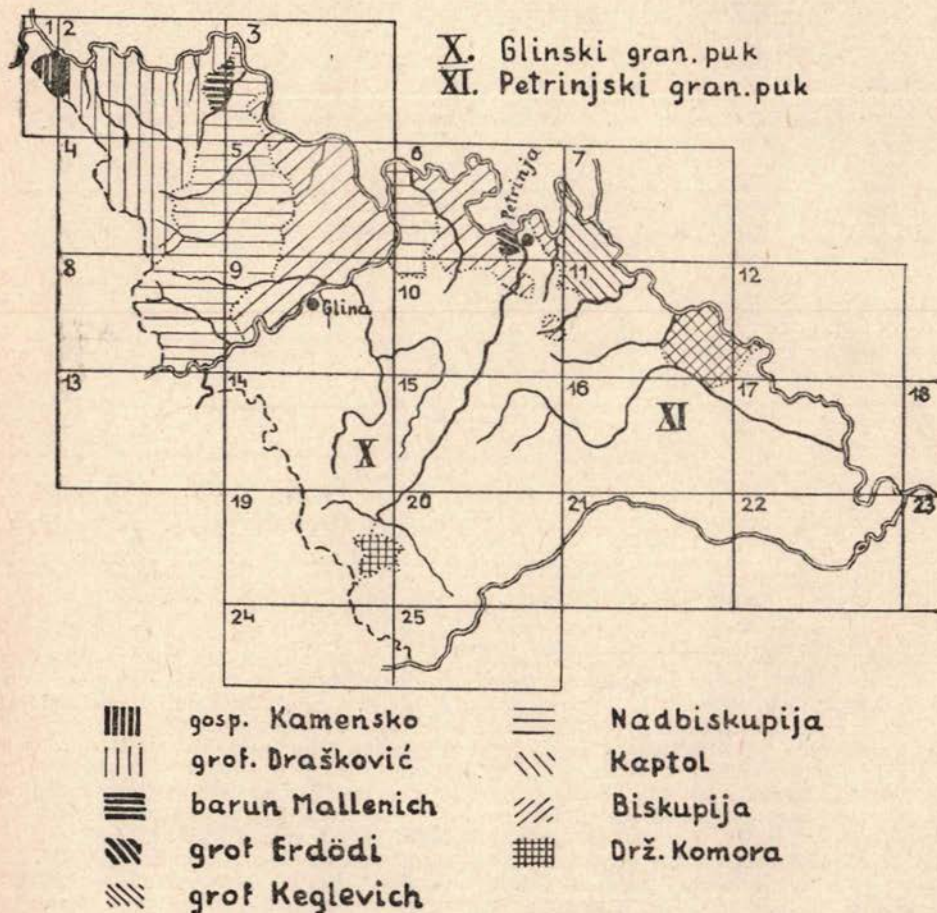 X. Glinski gran. puk
XI. Petrinjski gran. puk
1 2 3
4 5 6 7
Petrinja
8 9 10 11 12
Glina
13 14 15 16 17 18
X XI
19 20 21 22 23
24 25
gosp. Kamensko
grof. Drašković
barun Mallenich
grof Erdödi
grof Keglevich
Nadbiskupija
Kaptol
Biskupija
Drž. Komora